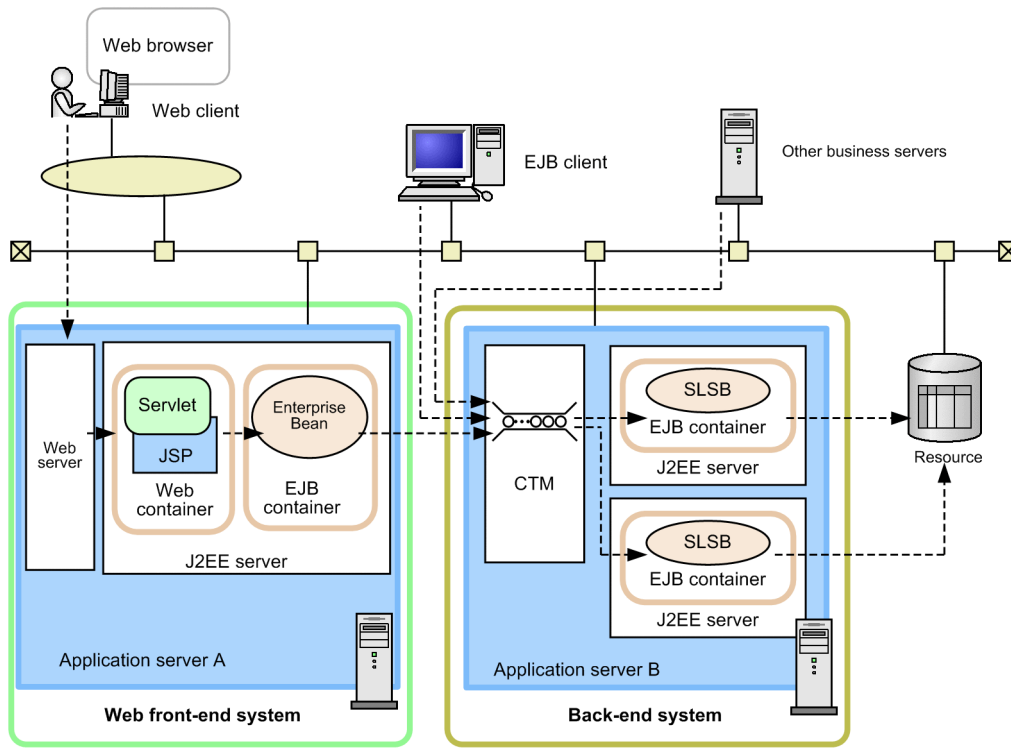 Web browser
Web client
EJB client
Other business servers
Web
server
Servlet
JSP
Web
container
Enterprise
Bean
EJB
container
J2EE server
Application server A
Web front-end system
CTM
SLSB
EJB container
J2EE server
SLSB
EJB container
J2EE server
Application server B
Back-end system
Resource